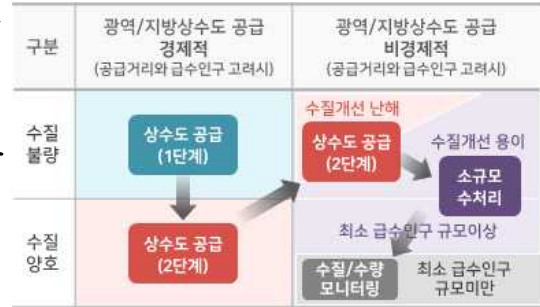 구분
광역/지방상수도 공급
경제적
(공급거리와 급수인구 고려시)
광역/지방상수도 공급
비경제적
(공급거리와 급수인구 고려시)
수질
불량
상수도 공급
(1단계)
수질개선 난해
상수도 공급
(2단계)
수질개선 용이
소규모
수처리
수질
양호
상수도 공급
(2단계)
최소 급수인구 규모이상
수질/수량
모니터링
최소 급수인구
규모미만